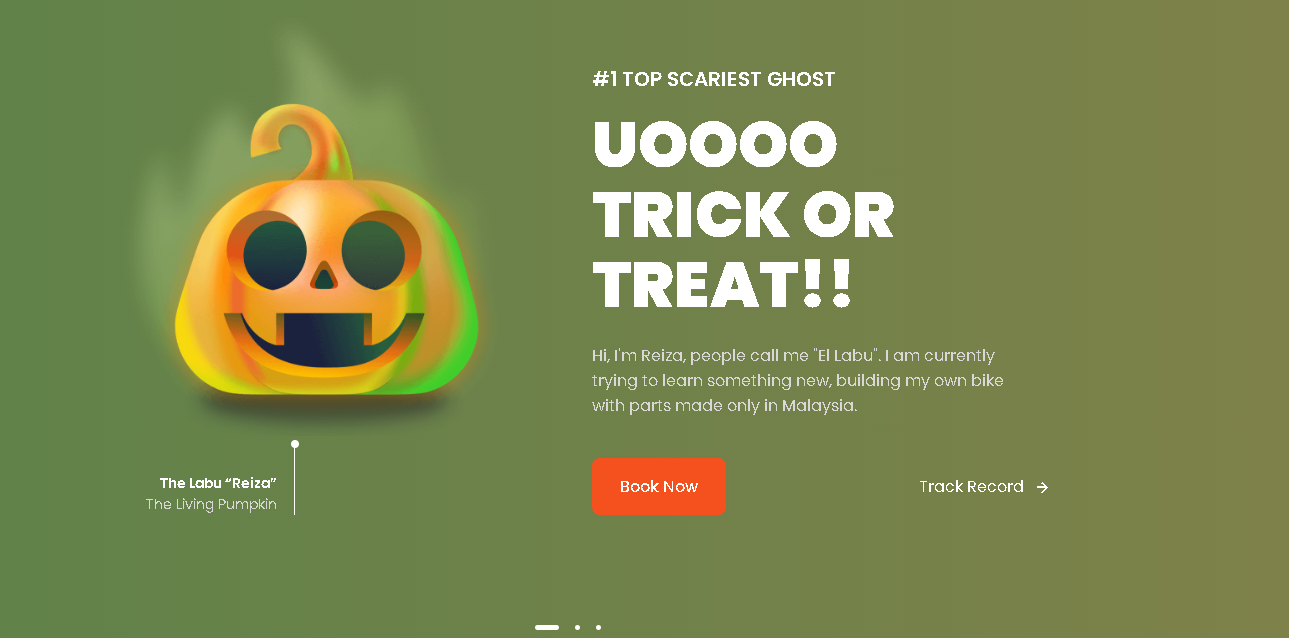 #1 TOP SCARIEST GHOST
UOOOO
TRICK OR
TREAT!!
Hi, I'm Reiza, people call me "El Labu". I am currently
trying to learn something new, building my own bike
with parts made only in Malaysia.
Book Now
Track Record →
The Labu “Reiza”
The Living Pumpkin